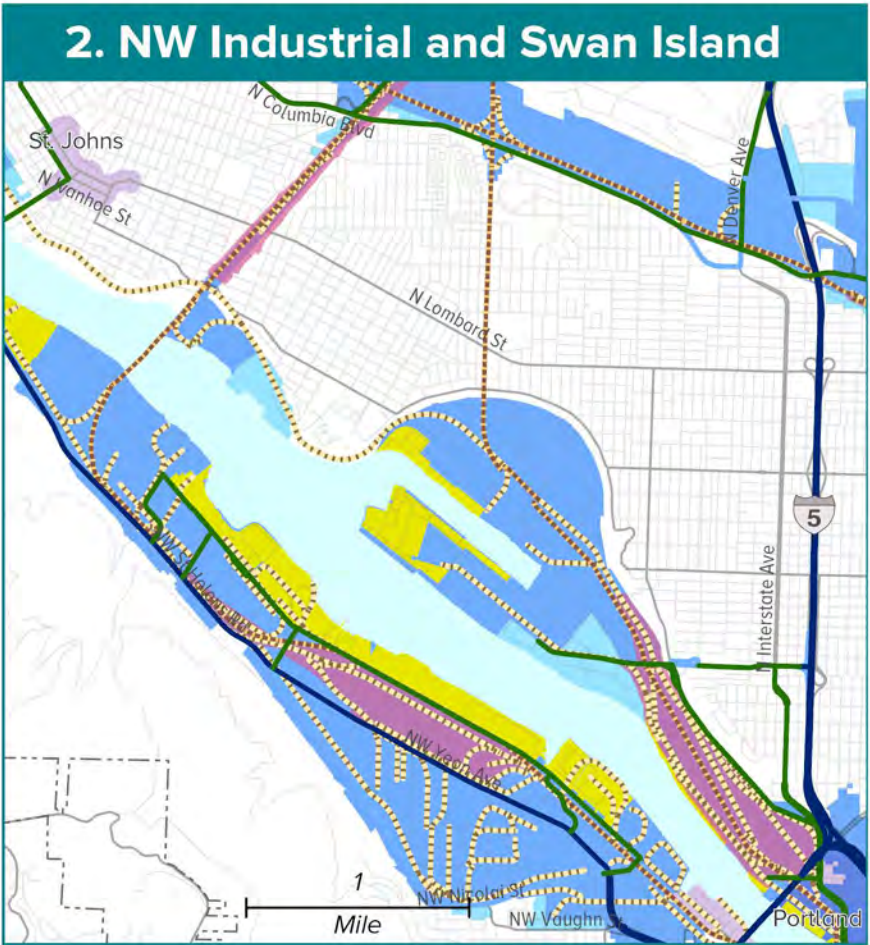 2. NW Industrial and Swan Island
N Columbia Blvd
St. Johns
N Ivanhoe St
N Denver Ave
N Lombard St
5
N Interstate Ave
NW Yeon Ave
1
Mile
NW Nicolai St
NW Vaughn St
Portland